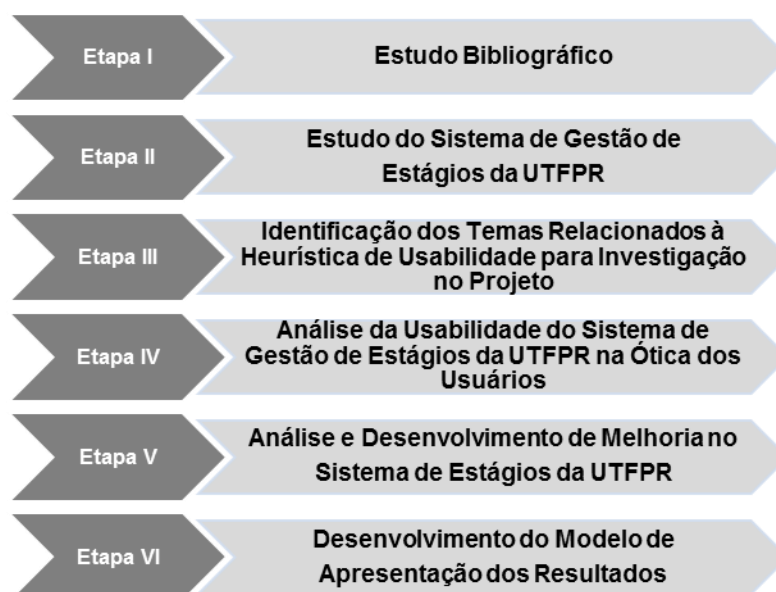 Etapa I
Estudo Bibliográfico
Etapa II
Estudo do Sistema de Gestão de
Estágios da UTFPR
Etapa III
Identificação dos Temas Relacionados à
Heurística de Usabilidade para Investigação
no Projeto
Etapa IV
Análise da Usabilidade do Sistema de
Gestão de Estágios da UTFPR na Ótica dos
Usuários
Etapa V
Análise e Desenvolvimento de Melhoria no
Sistema de Estágios da UTFPR
Etapa VI
Desenvolvimento do Modelo de
Apresentação dos Resultados